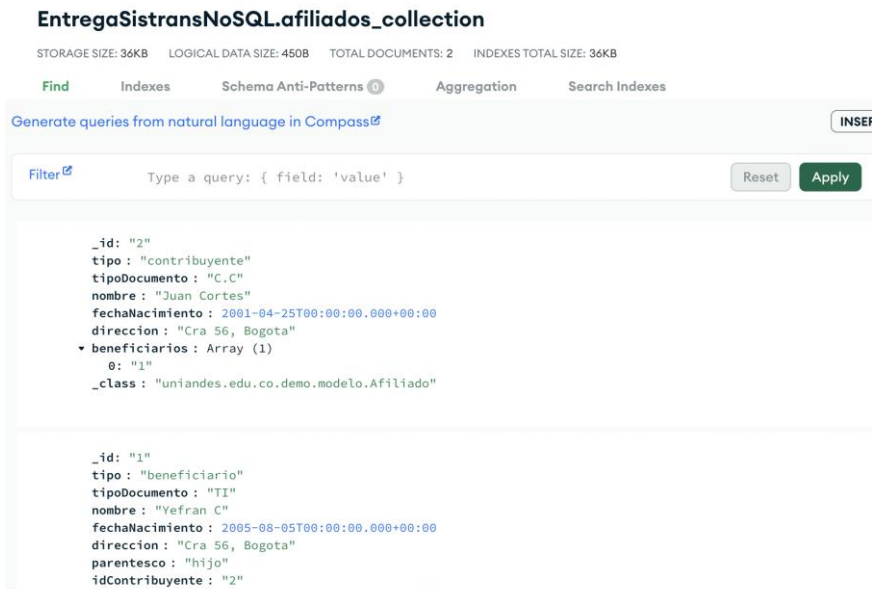 EntregaSistransNoSQL.afiliados_collection
STORAGE SIZE: 36KB LOGICAL DATA SIZE: 450B TOTAL DOCUMENTS: 2 INDEXES TOTAL SIZE: 36KB
Find Indexes Schema Anti-Patterns 0 Aggregation Search Indexes
Generate queries from natural language in Compass
INSER
Filter Type a query: { field: 'value' } Reset Apply
_id: "2"
tipo : "contribuyente"
tipoDocumento : "C.C"
nombre : "Juan Cortes"
fechaNacimiento : 2001-04-25T00:00:00.000+00:00
direccion : "Cra 56, Bogota"
beneficiarios : Array (1)
0: "1"
_class : "uniandes.edu.co.demo.modelo.Afiliado"
_id: "1"
tipo : "beneficiario"
tipoDocumento : "TI"
nombre : "Yefran C"
fechaNacimiento : 2005-08-05T00:00:00.000+00:00
direccion : "Cra 56, Bogota"
parentesco : "hijo"
idContribuyente : "2"